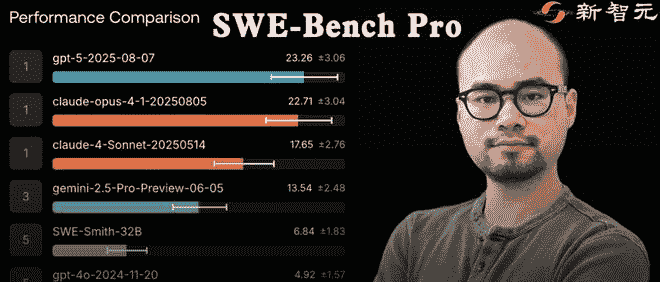 Performance Comparison
SWE-Bench Pro
新智元
1
gpt-5-2025-08-07
23.26 ±3.06
1
claude-opus-4-1-20250805
22.71 ±3.04
1
claude-4-Sonnet-20250514
17.65 ±2.76
3
gemini-2.5-Pro-Preview-06-05
13.54 ±2.48
5
SWE-Smith-32B
6.84 ±1.83
5
gpt-4o-2024-11-20
4.92 ±1.57